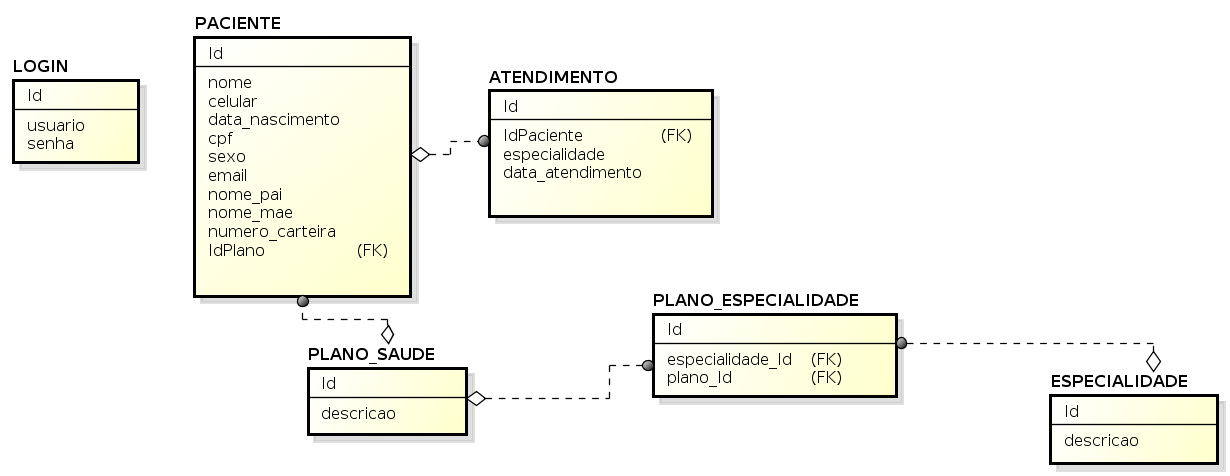 LOGIN
Id
usuario
senha
PACIENTE
Id
nome
celular
data_nascimento
cpf
sexo
email
nome_pai
nome_mae
numero_carteira
IdPlano (FK)
ATENDIMENTO
Id
IdPaciente (FK)
especialidade
data_atendimento
PLANO_SAUDE
Id
descricao
PLANO_ESPECIALIDADE
Id
especialidade_Id (FK)
plano_Id (FK)
ESPECIALIDADE
Id
descricao